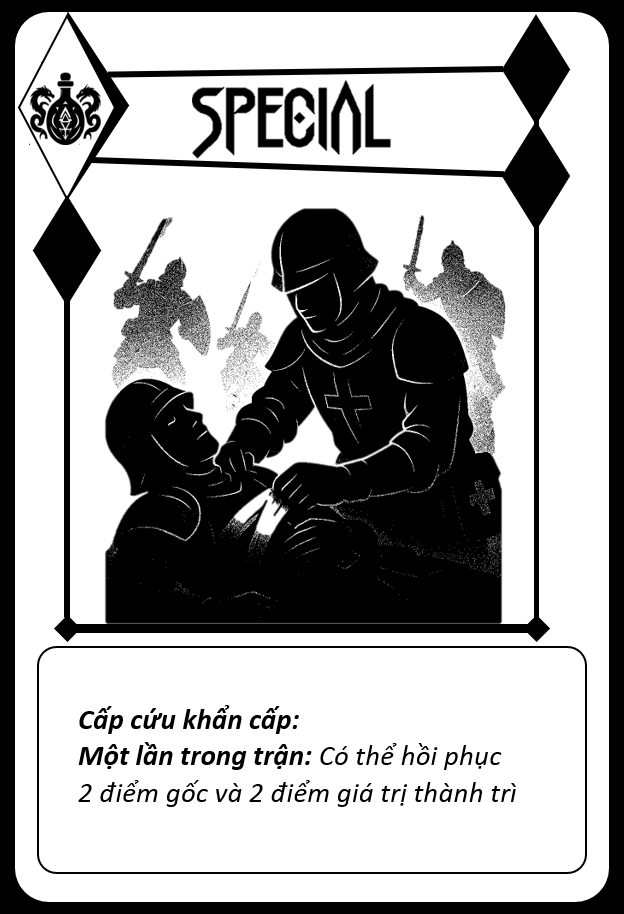 SPECIAL
Cấp cứu khẩn cấp:
Một lần trong trận: Có thể hồi phục
2 điểm gốc và 2 điểm giá trị thành trì